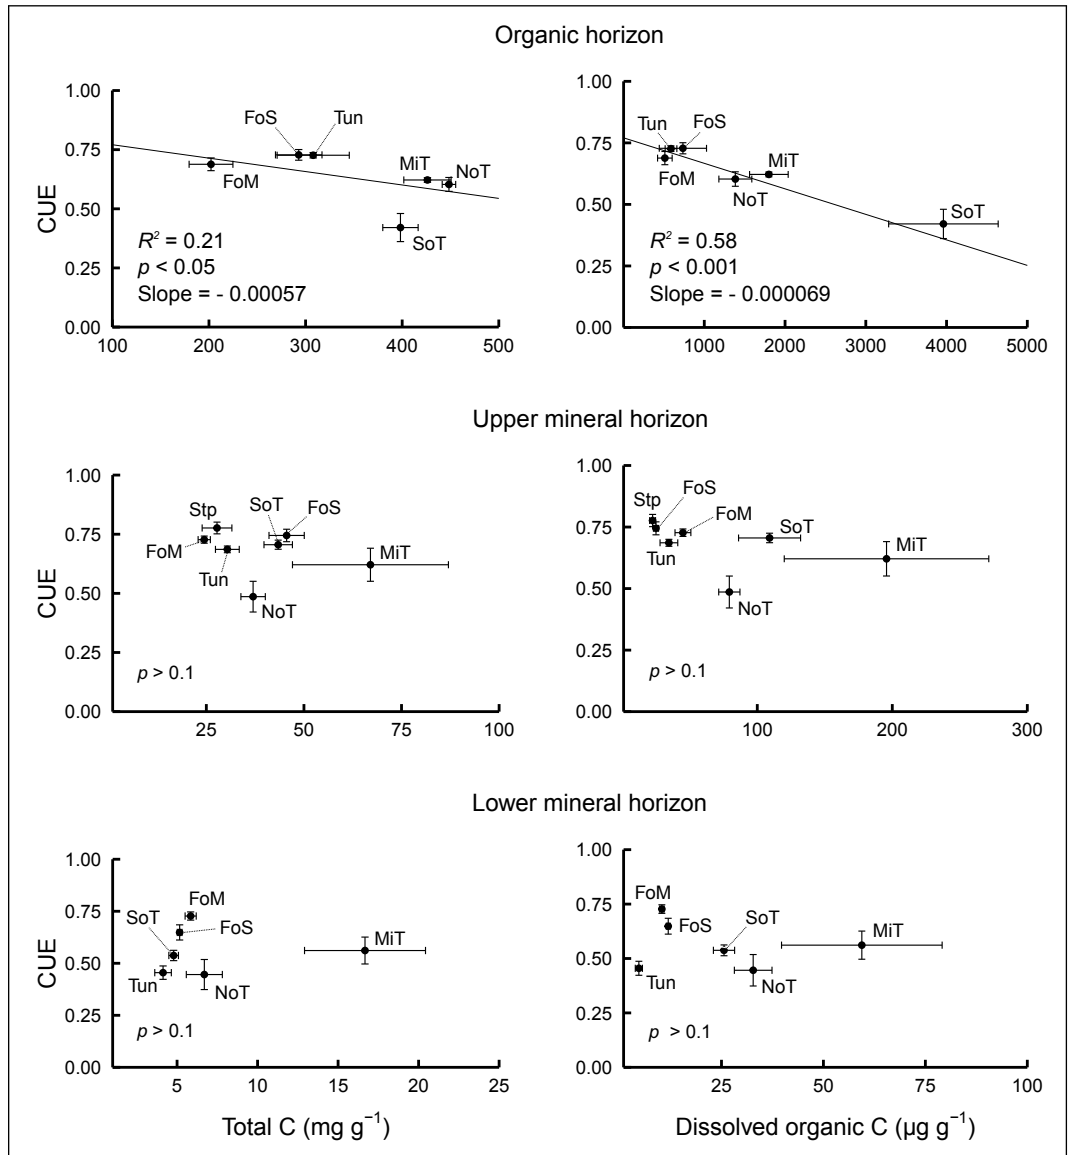 Organic horizon
CUE
1.00
0.75
0.50
0.25
0.00
FoS
Tun
FoM
MiT
NoT
SoT
R² = 0.21
p < 0.05
Slope = - 0.00057
100
200
300
400
500
1.00
0.75
0.50
0.25
0.00
Tun
FoS
FoM
MiT
NoT
SoT
R² = 0.58
p < 0.001
Slope = - 0.000069
1000
2000
3000
4000
5000
Upper mineral horizon
CUE
1.00
0.75
0.50
0.25
0.00
Stp
SoT
FoS
FoM
Tun
MiT
NoT
p > 0.1
25
50
75
100
1.00
0.75
0.50
0.25
0.00
Stp
FoS
FoM
SoT
Tun
MiT
NoT
p > 0.1
100
200
300
Lower mineral horizon
CUE
1.00
0.75
0.50
0.25
0.00
FoM
SoT
FoS
MiT
Tun
NoT
p > 0.1
5
10
15
20
25
Total C (mg g⁻¹)
1.00
0.75
0.50
0.25
0.00
FoM
FoS
SoT
MiT
Tun
NoT
p > 0.1
25
50
75
100
Dissolved organic C (µg g⁻¹)